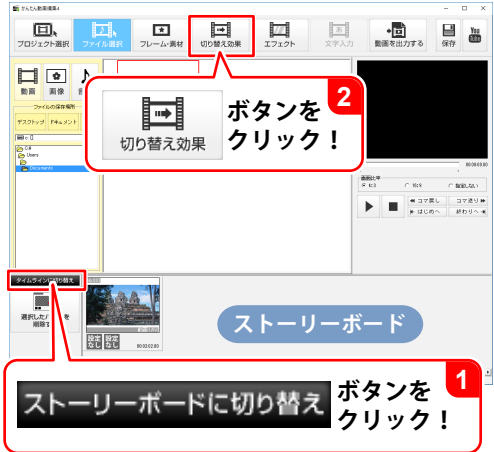 かんたん動画編集4
プロジェクト選択
ファイル選択
フレーム・素材
切り替え効果
エフェクト
あ
文字入力
動画を出力する
保存
You
Tube
動画
画像
ファイルの保存場所
デスクトップ
ドキュメント
C:\
Users
Documents
切り替え効果
ボタンを
クリック！
2
00:00:00.00
画面比率
4:3
16:9
指定しない
コマ戻し
コマ送り
はじめへ
終わりへ
タイムラインに切り替え
選択した
を
設定
なし
設定
なし
00:00:02.00
ストーリーボード
1
ストーリーボードに切り替え
ボタンを
クリック！